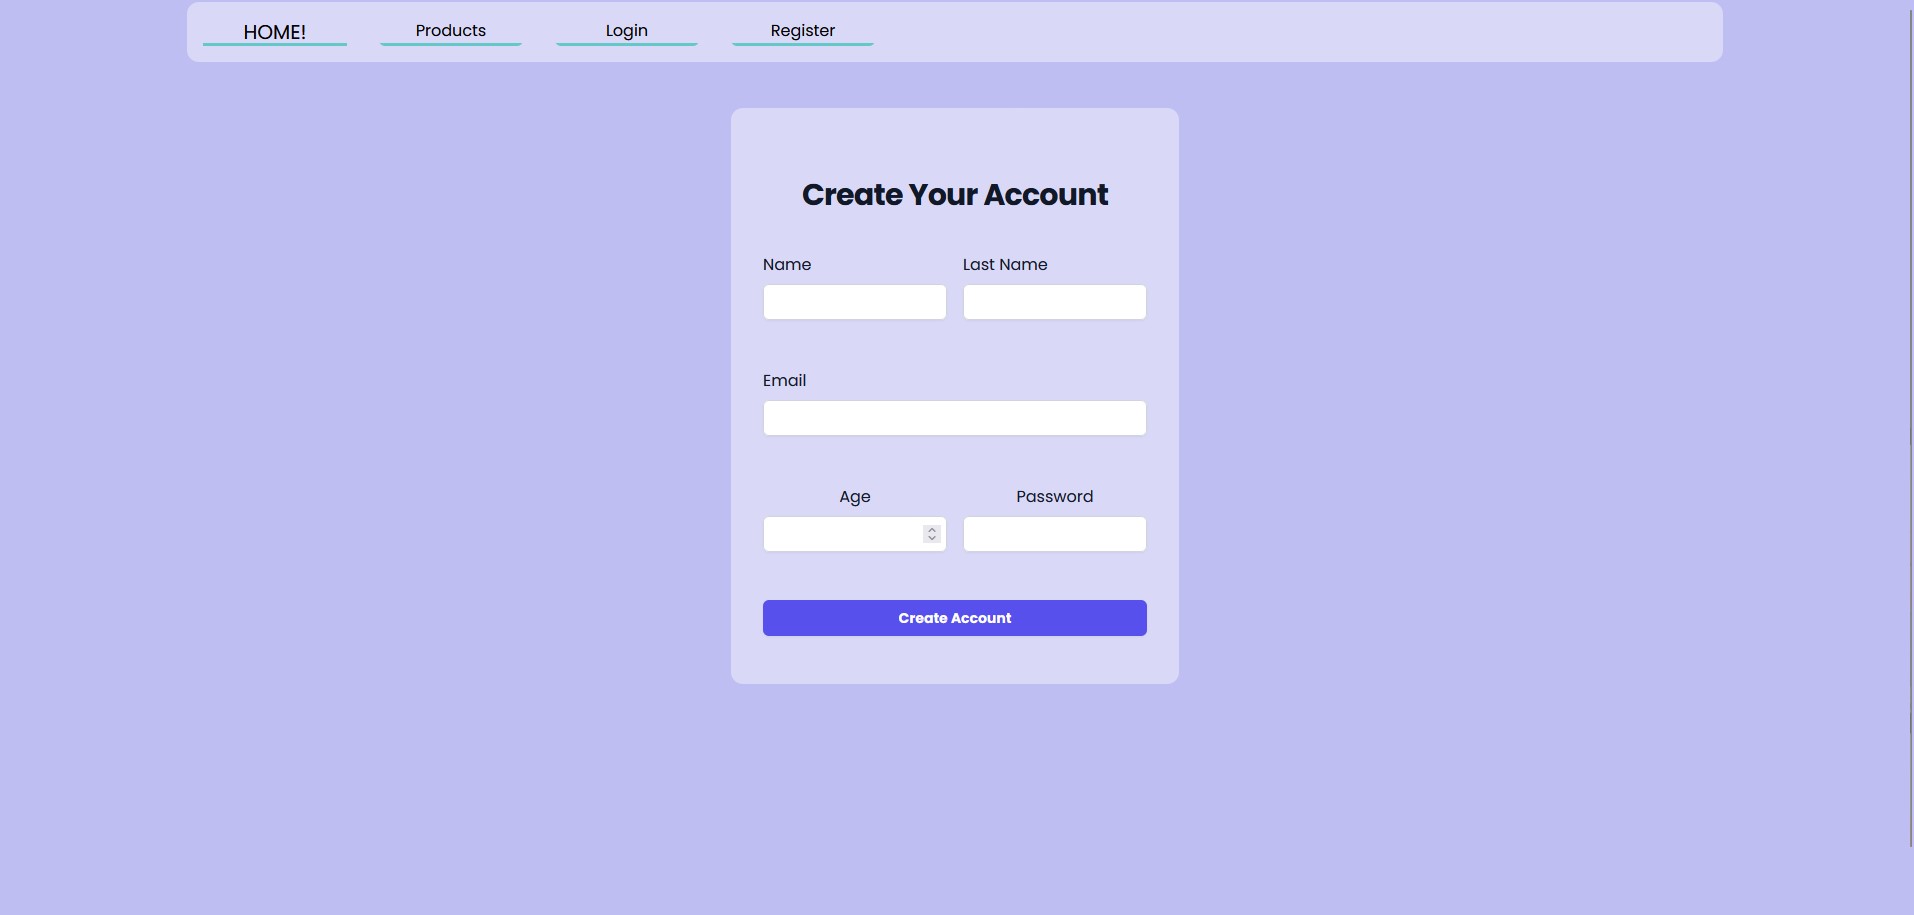 HOME! Products Login Register
Create Your Account
Name Last Name
Email
Age Password
Create Account